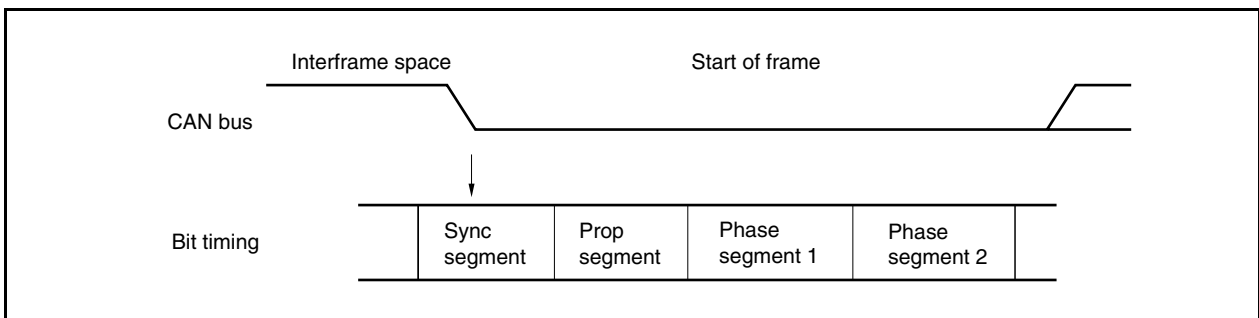 Interframe space
Start of frame
CAN bus
Bit timing
Sync
segment
Prop
segment
Phase
segment 1
Phase
segment 2